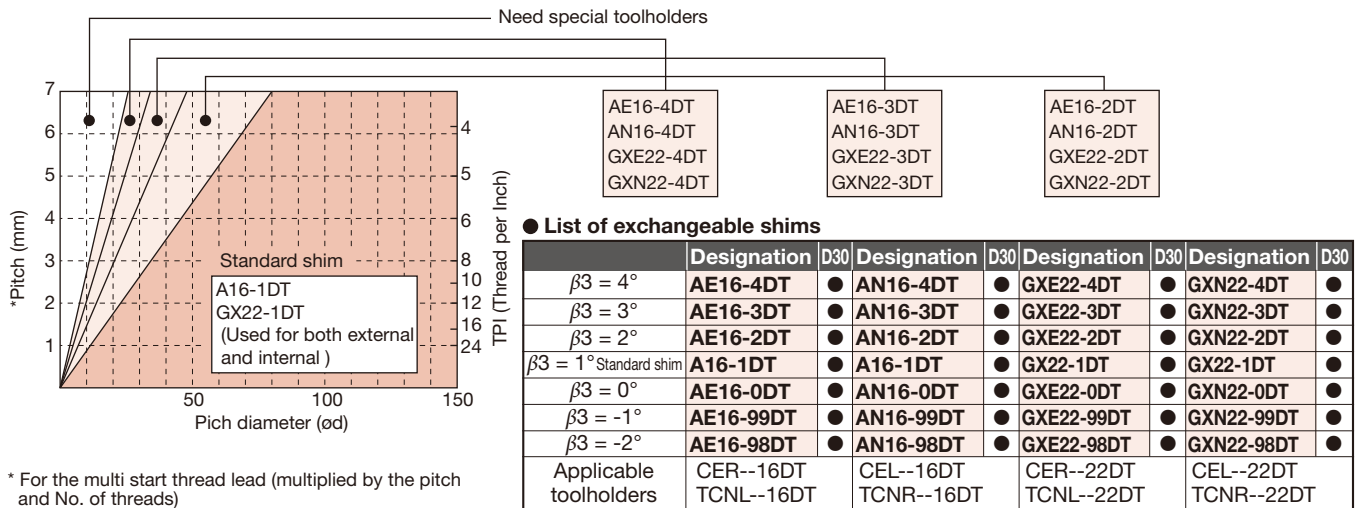 Need special toolholders
7
6
5
4
3
2
1
*Pitch (mm)
50
100
150
Pich diameter (ød)
4
5
6
8
10
12
16
24
TPI (Thread per Inch)
Standard shim
A16-1DT
GX22-1DT
(Used for both external
and internal )
AE16-4DT
AN16-4DT
GXE22-4DT
GXN22-4DT
AE16-3DT
AN16-3DT
GXE22-3DT
GXN22-3DT
AE16-2DT
AN16-2DT
GXE22-2DT
GXN22-2DT
● List of exchangeable shims
Designation D30 Designation D30 Designation D30 Designation D30
β3 = 4° AE16-4DT ● AN16-4DT ● GXE22-4DT ● GXN22-4DT ●
β3 = 3° AE16-3DT ● AN16-3DT ● GXE22-3DT ● GXN22-3DT ●
β3 = 2° AE16-2DT ● AN16-2DT ● GXE22-2DT ● GXN22-2DT ●
β3 = 1° Standard shim A16-1DT ● A16-1DT ● GX22-1DT ● GX22-1DT ●
β3 = 0° AE16-0DT ● AN16-0DT ● GXE22-0DT ● GXN22-0DT ●
β3 = -1° AE16-99DT ● AN16-99DT ● GXE22-99DT ● GXN22-99DT ●
β3 = -2° AE16-98DT ● AN16-98DT ● GXE22-98DT ● GXN22-98DT ●
Applicable CER--16DT CEL--16DT CER--22DT CEL--22DT
toolholders TCNL--16DT TCNR--16DT TCNL--22DT TCNR--22DT
* For the multi start thread lead (multiplied by the pitch
and No. of threads)